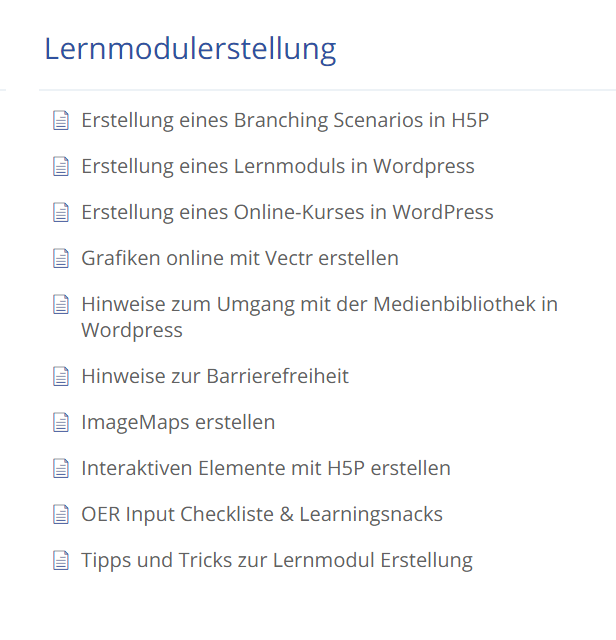 Lernmodulerstellung
Erstellung eines Branching Scenarios in H5P
Erstellung eines Lernmoduls in Wordpress
Erstellung eines Online-Kurses in WordPress
Grafiken online mit Vectr erstellen
Hinweise zum Umgang mit der Medienbibliothek in
Wordpress
Hinweise zur Barrierefreiheit
ImageMaps erstellen
Interaktiven Elemente mit H5P erstellen
OER Input Checkliste & Learningsnacks
Tipps und Tricks zur Lernmodul Erstellung